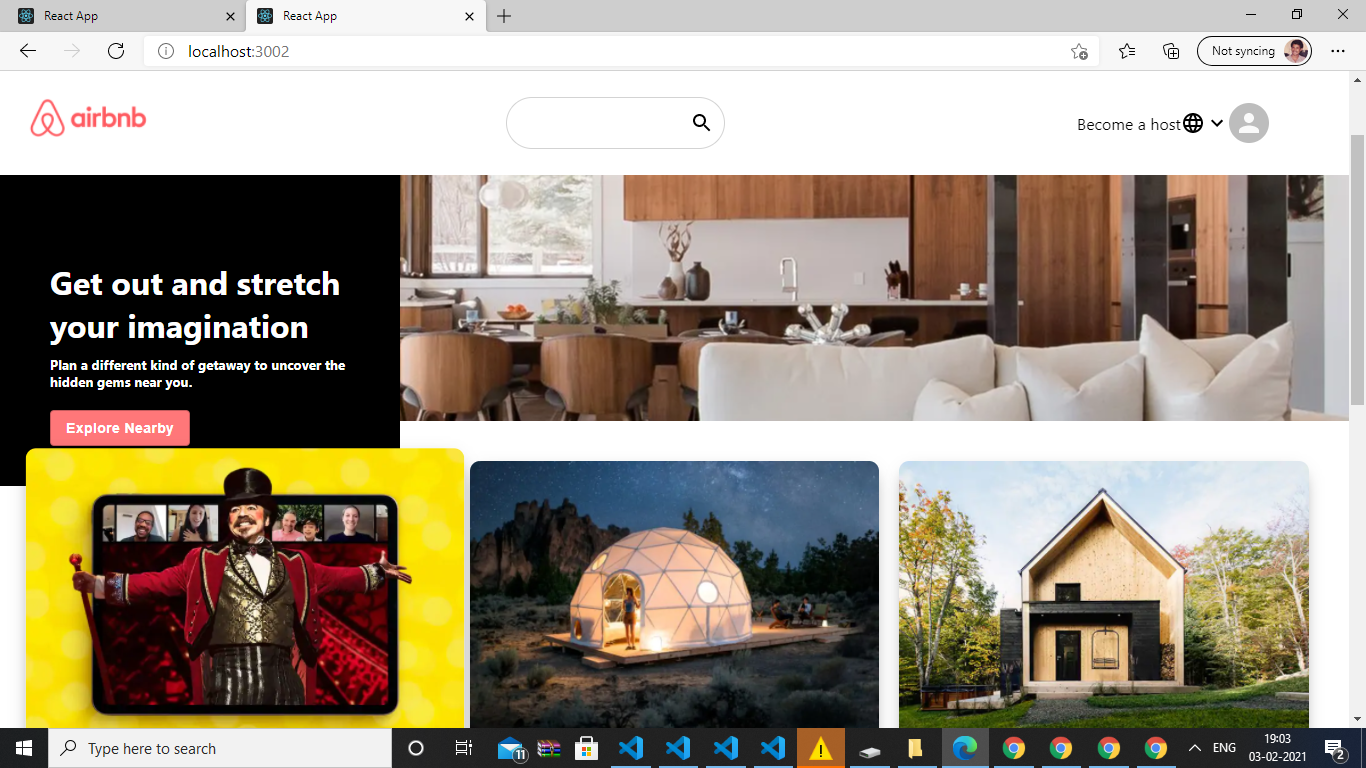 React App
React App
localhost:3002
Not syncing
airbnb
Become a host
Get out and stretch
your imagination
Plan a different kind of getaway to uncover the
hidden gems near you.
Explore Nearby
Type here to search
11
ENG
19:03
03-02-2021
2